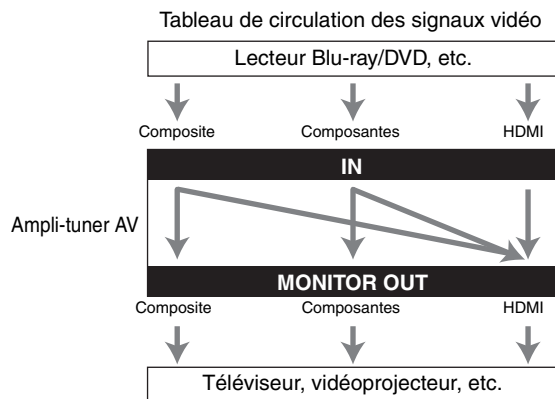 Tableau de circulation des signaux vidéo
Lecteur Blu-ray/DVD, etc.
Composite Composantes HDMI
IN
Ampli-tuner AV
MONITOR OUT
Composite Composantes HDMI
Téléviseur, vidéoprojecteur, etc.